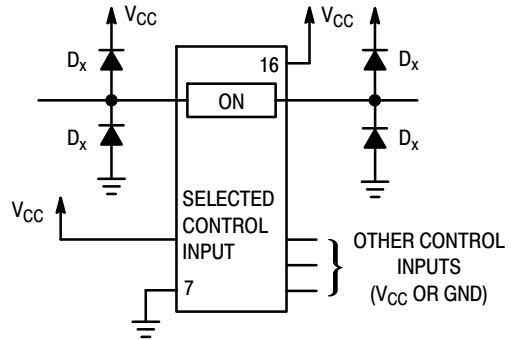 VCC
VCC
VCC
Dx
16
Dx
ON
Dx
Dx
VCC
SELECTED
CONTROL
INPUT
7
OTHER CONTROL
INPUTS
(VCC OR GND)